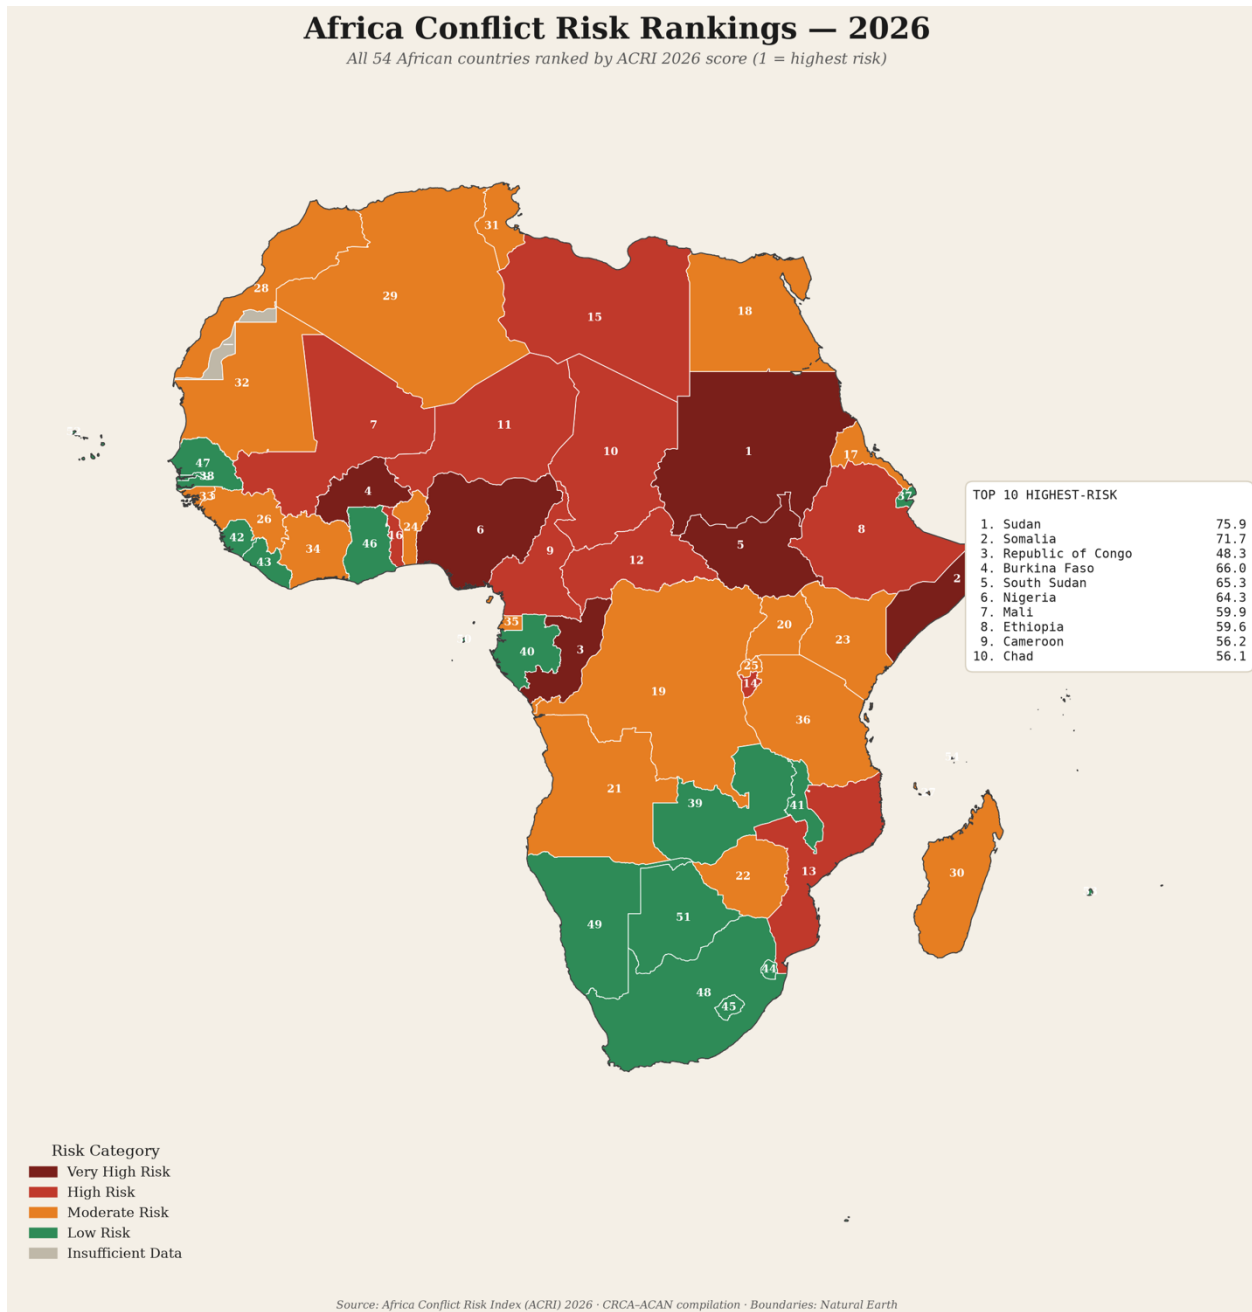 Africa Conflict Risk Rankings — 2026
All 54 African countries ranked by ACRI 2026 score (1 = highest risk)
31
28
29
15
18
32
7
11
10
1
17
47
38
33
4
37
26
24
6
8
42
34
46
16
9
5
43
12
2
TOP 10 HIGHEST-RISK
1. Sudan 75.9
2. Somalia 71.7
3. Republic of Congo 48.3
4. Burkina Faso 66.0
5. South Sudan 65.3
6. Nigeria 64.3
7. Mali 59.9
8. Ethiopia 59.6
9. Cameroon 56.2
10. Chad 56.1
35
20
23
40
3
25
14
19
36
21
39
41
22
13
30
49
51
44
48
45
Risk Category
Very High Risk
High Risk
Moderate Risk
Low Risk
Insufficient Data
Source: Africa Conflict Risk Index (ACRI) 2026 · CRCA–ACAN compilation · Boundaries: Natural Earth